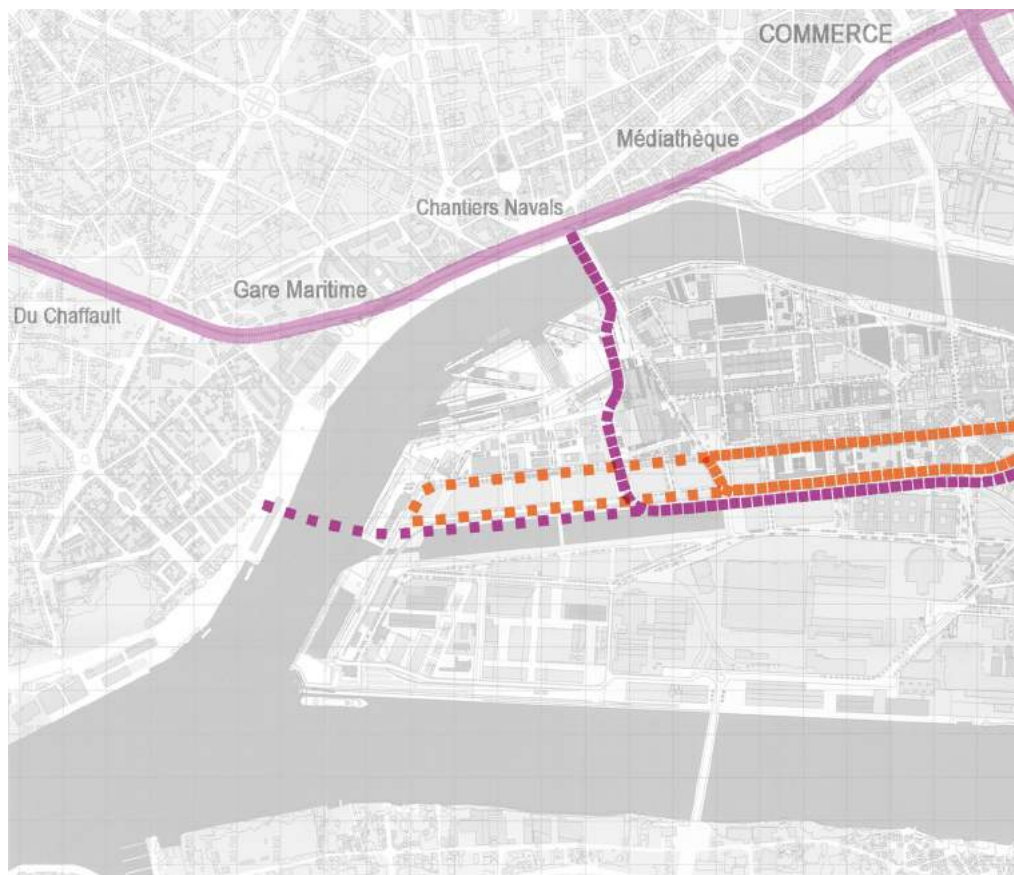 COMMERCE
Médiathèque
Chantiers Navals
Gare Maritime
Du Chaffault